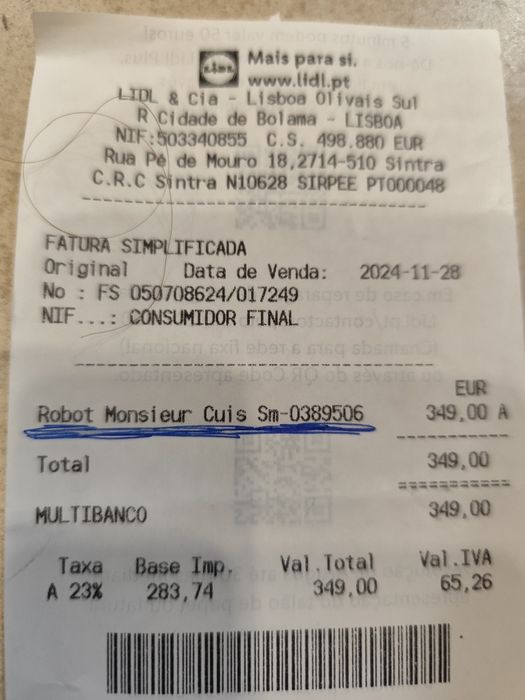 Mais para si.
LIDL www.lidl.pt
LIDL & Cia - Lisboa Olivais Sul
R Cidade de Bolama - LISBOA
NIF:503340855 C.S. 498.880 EUR
Rua Pé de Mouro 18,2714-510 Sintra
C.R.C Sintra N10628 SIRPEE PT000048
FATURA SIMPLIFICADA
Original Data de Venda: 2024-11-28
No : FS 050708624/017249
NIF...: CONSUMIDOR FINAL
EUR
Robot Monsieur Cuis Sm-0389506 349,00 A
Total 349,00
MULTIBANCO 349,00
Taxa Base Imp. Val.Total Val.IVA
A 23% 283,74 349,00 65,26